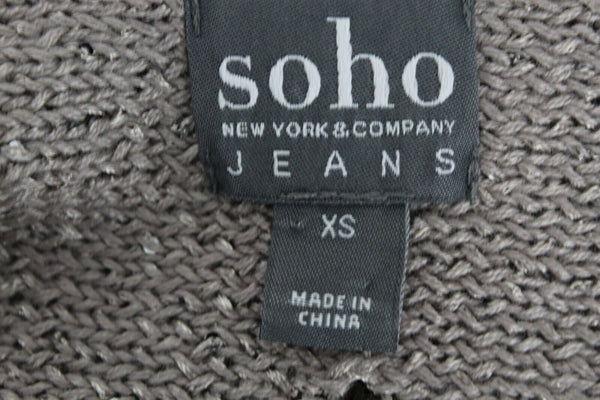 soho
NEW YORK & COMPANY
JEANS
XS
MADE IN
CHINA